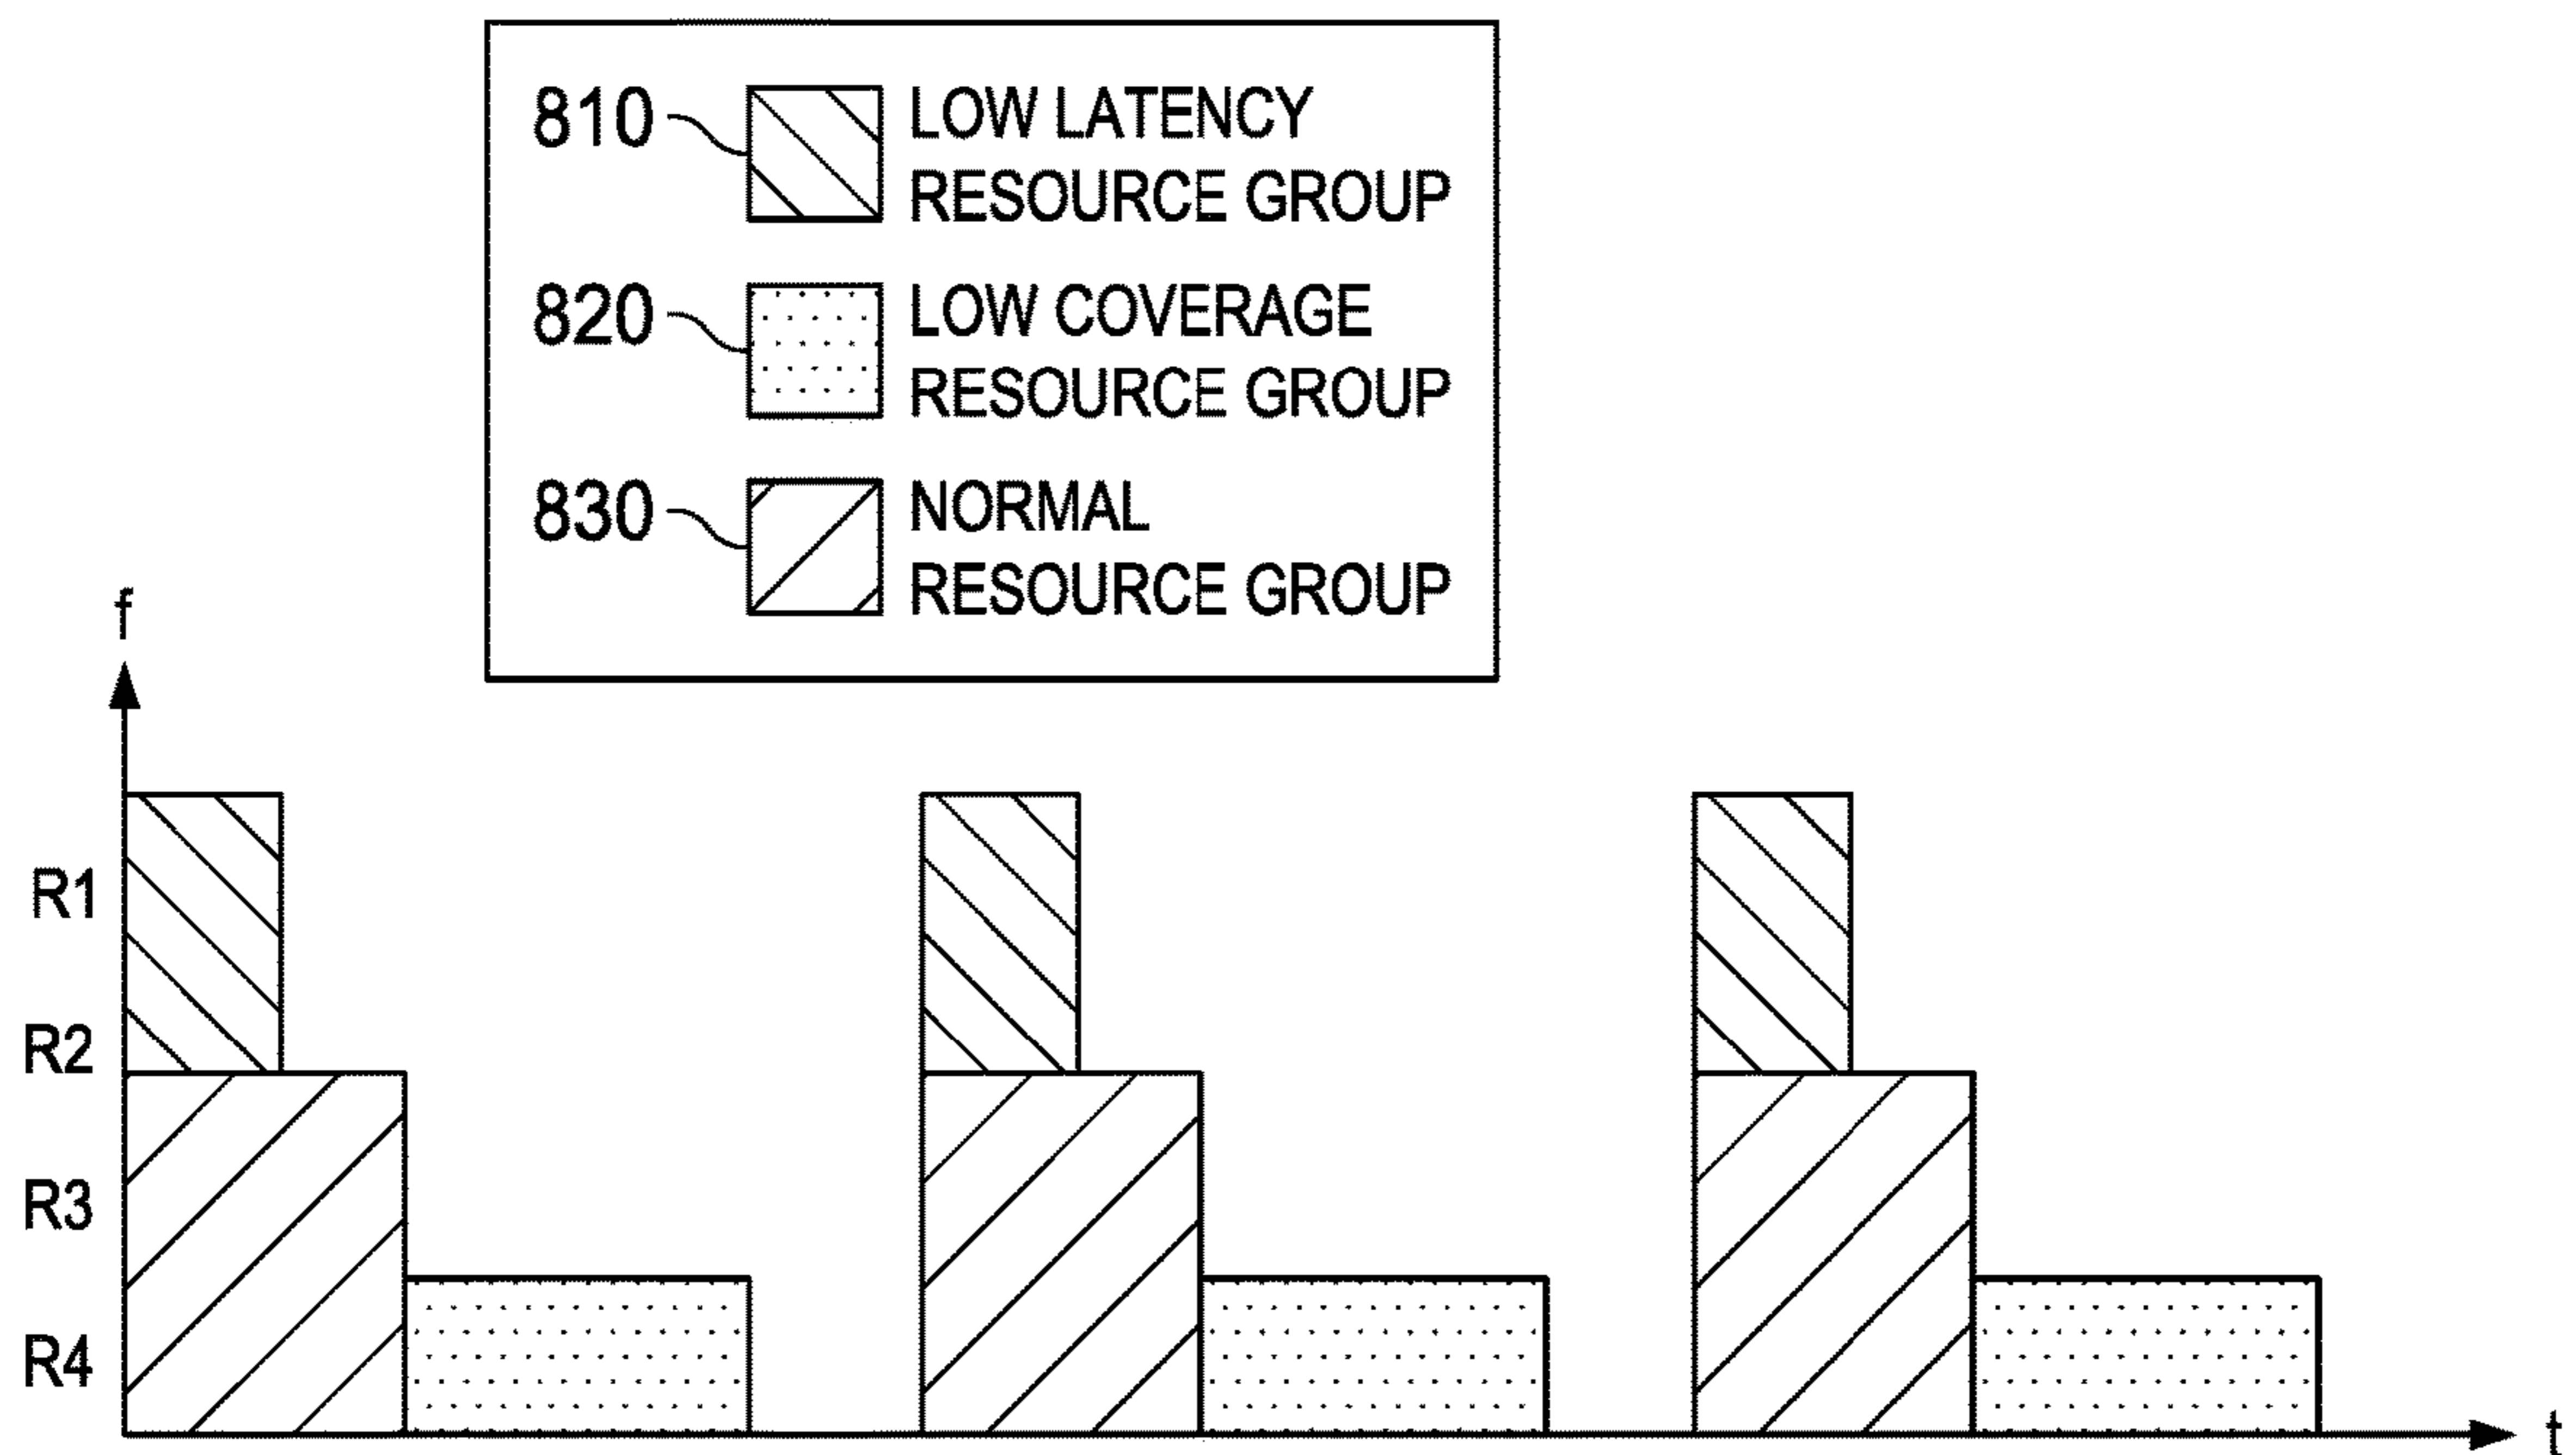 810 LOW LATENCY
RESOURCE GROUP
820 LOW COVERAGE
RESOURCE GROUP
830 NORMAL
RESOURCE GROUP
f
R1
R2
R3
R4
t